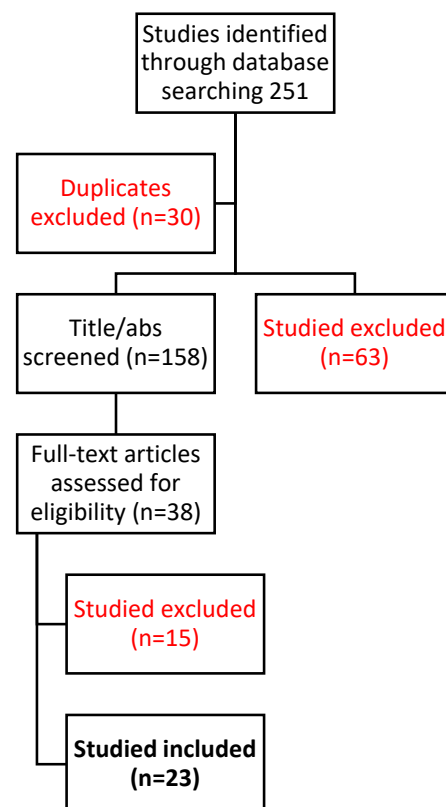 Studies identified
through database
searching 251
Duplicates
excluded (n=30)
Title/abs
screened (n=158)
Studied excluded
(n=63)
Full-text articles
assessed for
eligibility (n=38)
Studied excluded
(n=15)
Studied included
(n=23)